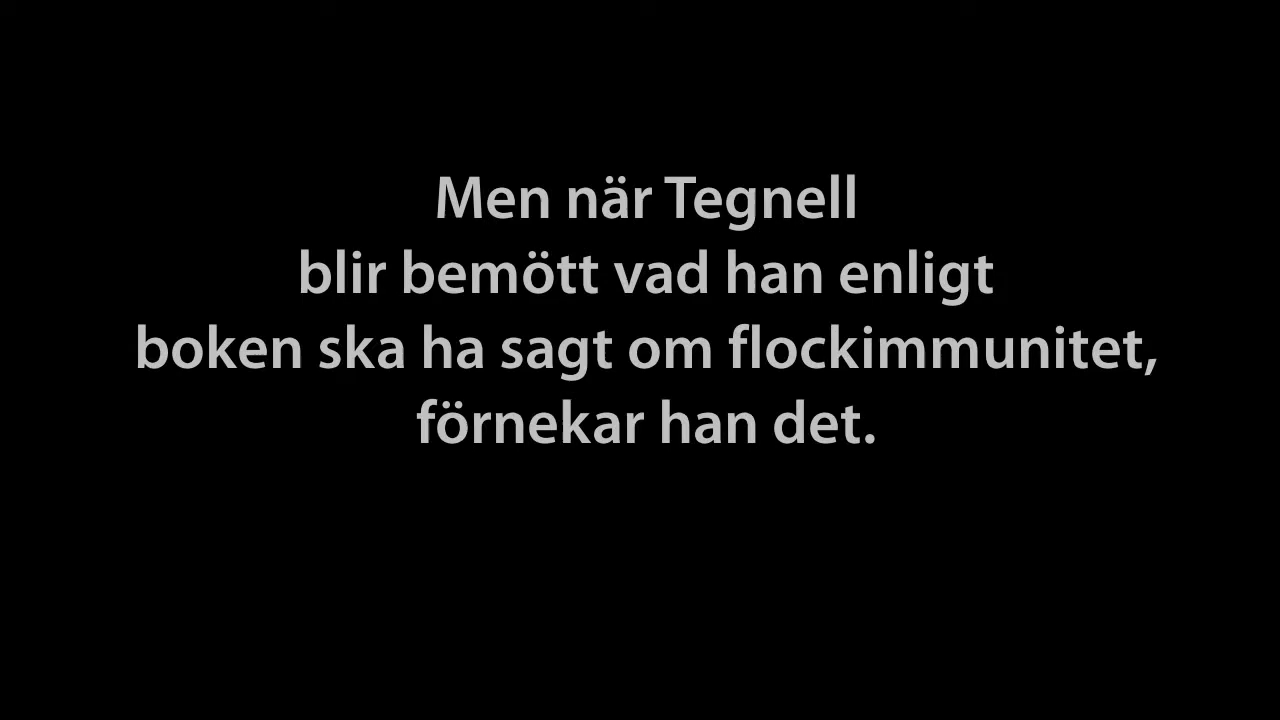 Men när Tegnell
blir bemött vad han enligt
boken ska ha sagt om flockimmunitet,
förnekar han det.